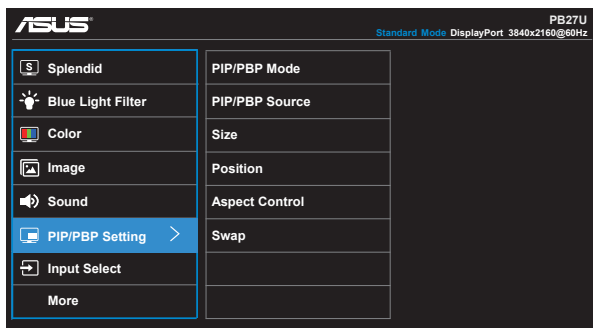 ASUS
PB27U
Standard Mode DisplayPort 3840x2160@60Hz
S Splendid
Blue Light Filter
Color
Image
Sound
PIP/PBP Setting
Input Select
More
PIP/PBP Mode
PIP/PBP Source
Size
Position
Aspect Control
Swap